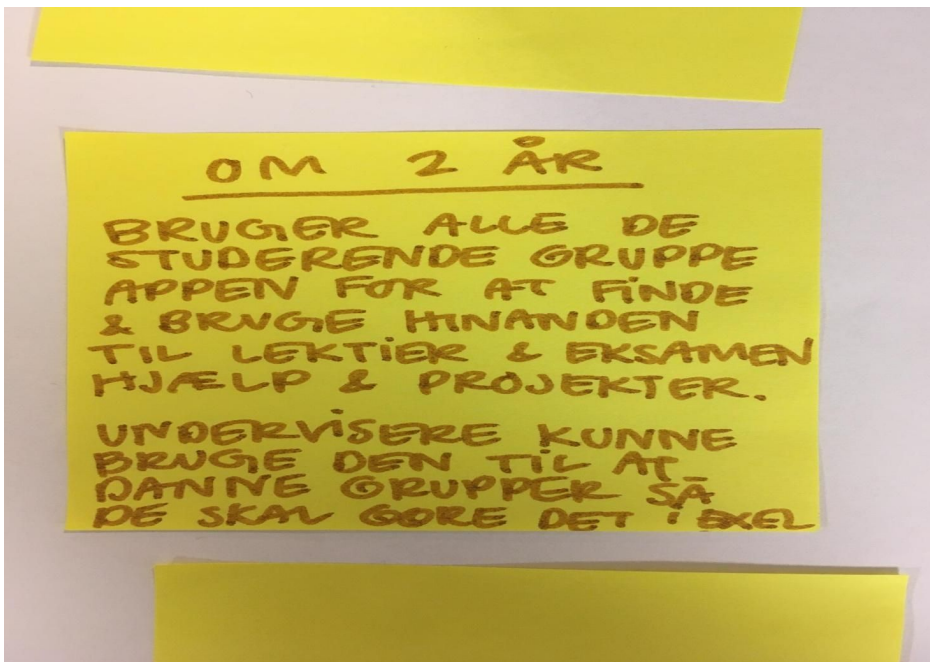 OM 2 ÅR
BRUGER ALLE DE
STUDERENDE GRUPPE
APPEN FOR AT FINDE
& BRUGE HINANDEN
TIL LEKTIER & EKSAMEN
HJÆLP & PROJEKTER.
UNDERVISERE KUNNE
BRUGE DEN TIL AT
DANNE GRUPPER SÅ
DE SKAL GØRE DET I EXEL